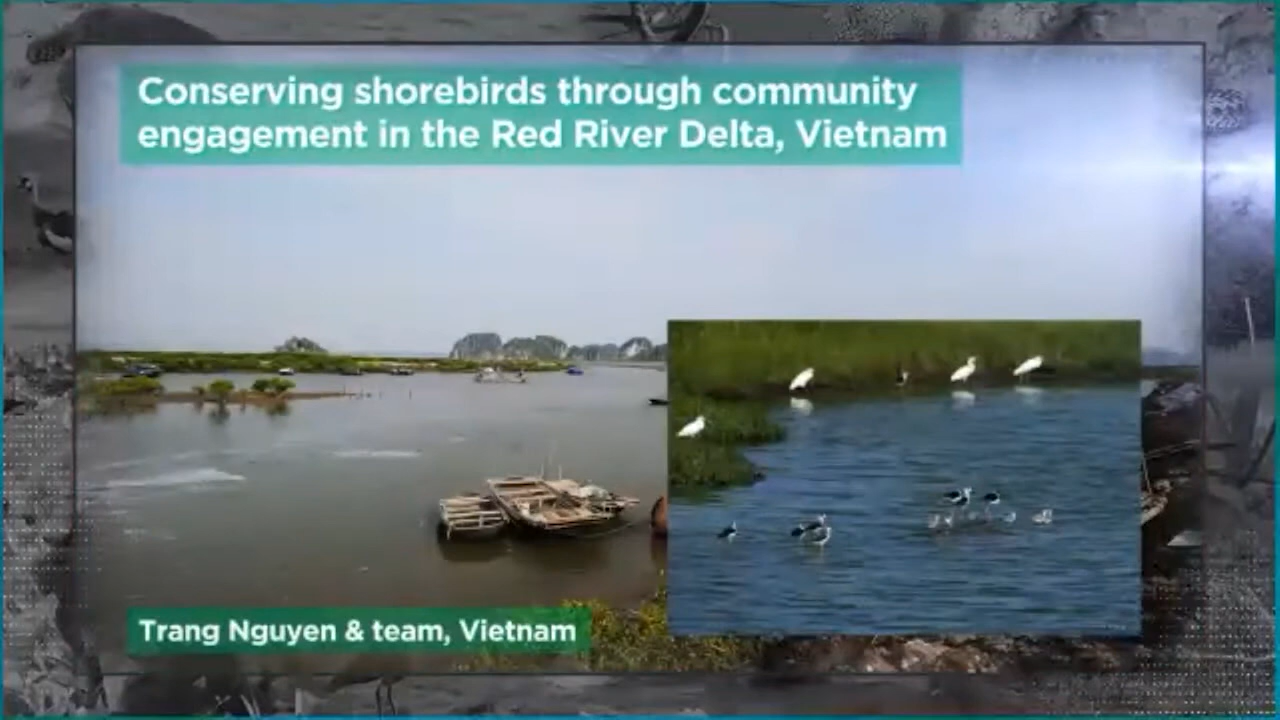 Conserving shorebirds through community
engagement in the Red River Delta, Vietnam
Trang Nguyen & team, Vietnam